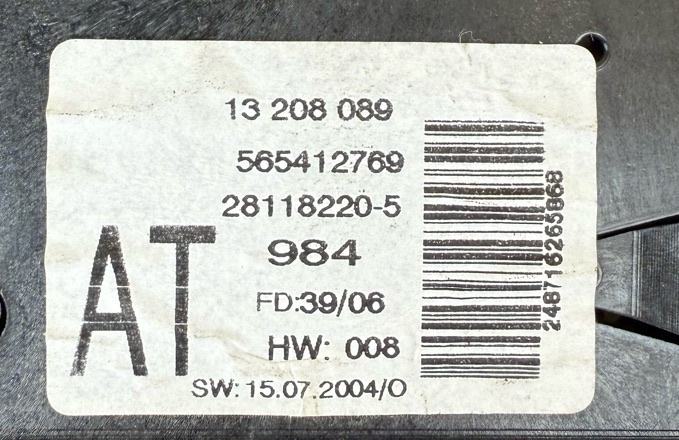 13 208 089
565412769
28118220-5
984
AT
FD:39/06
HW: 008
SW: 15.07.2004/O
248716265868